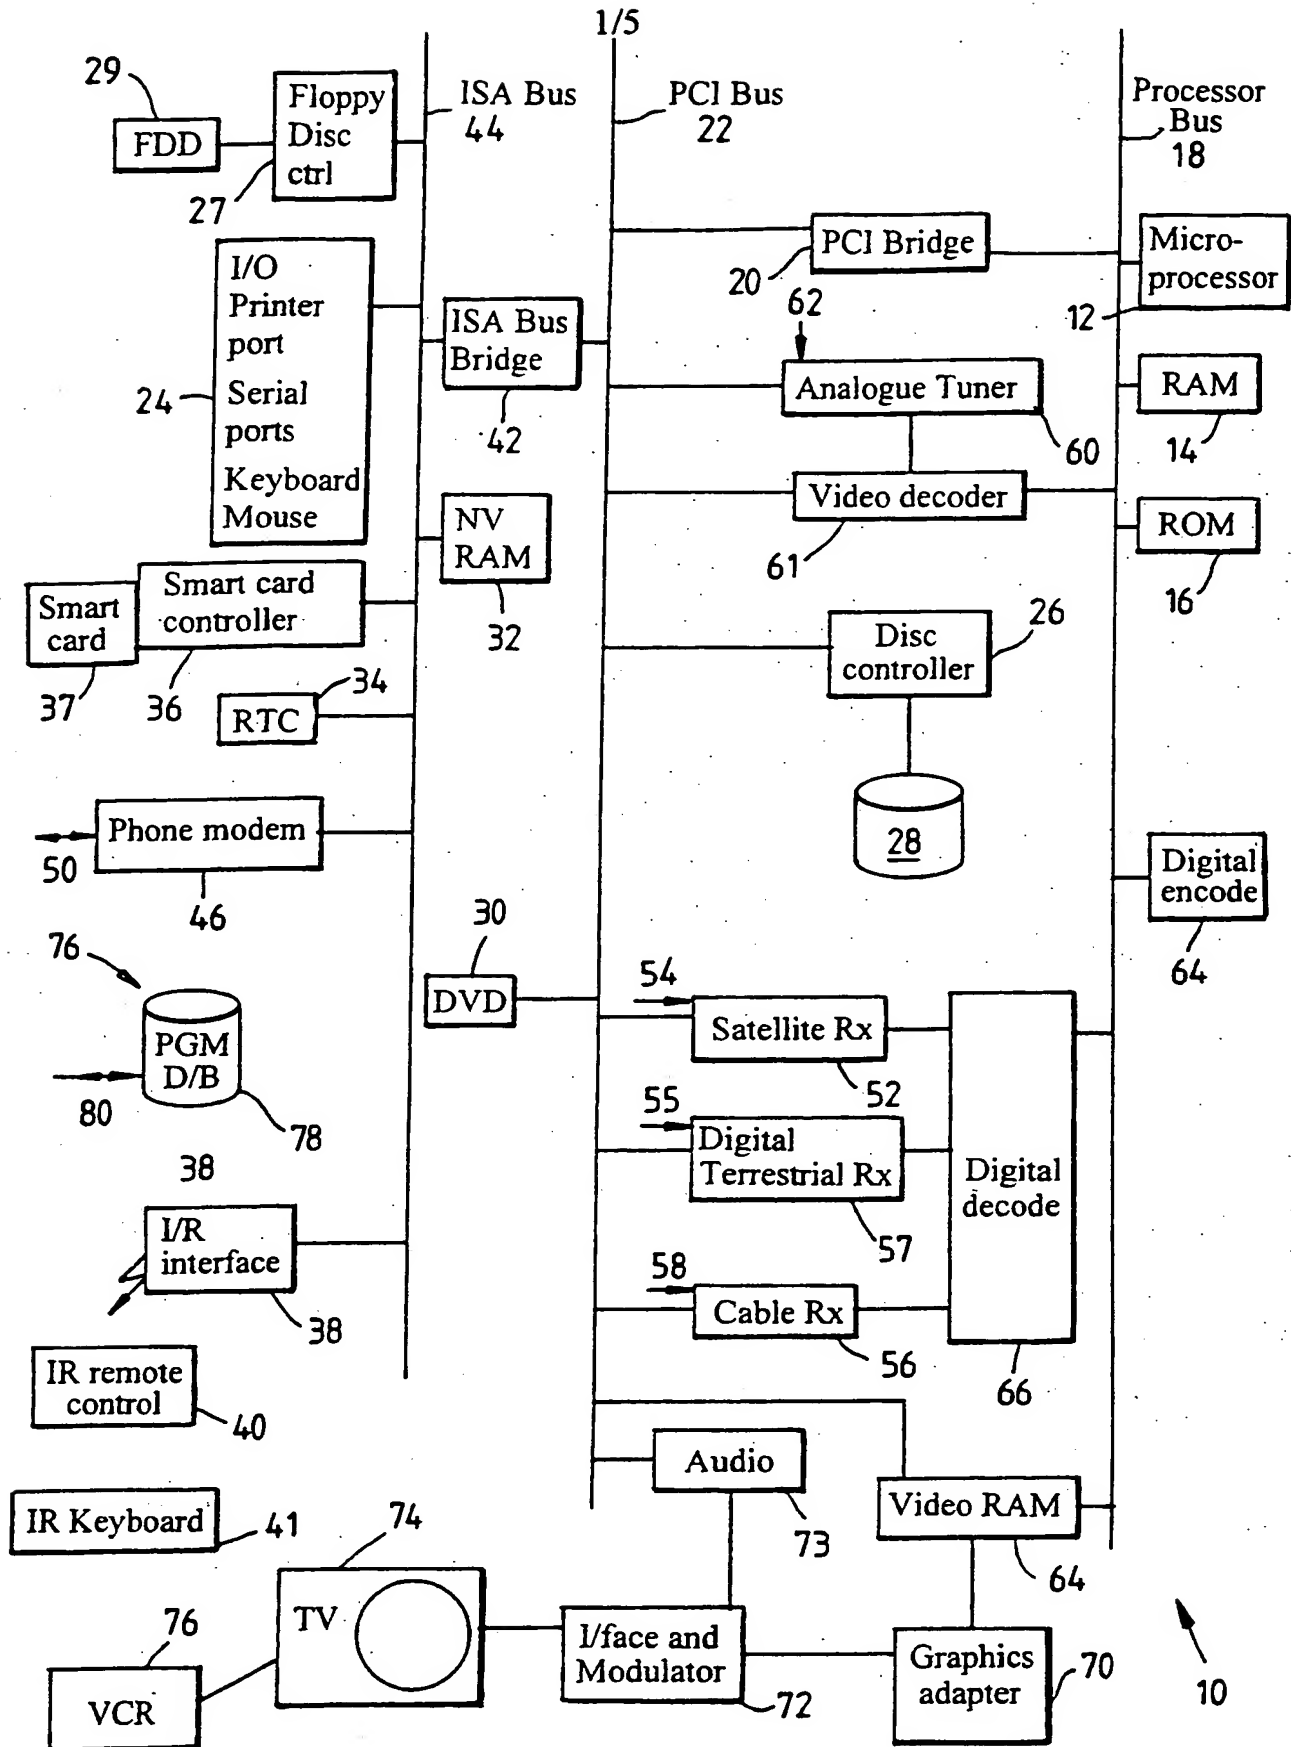 1/5
29
FDD
Floppy
Disc
ctrl
27
ISA Bus
44
PCI Bus
22
Processor
Bus
18
I/O
Printer
port
Serial
ports
Keyboard
Mouse
24
ISA Bus
Bridge
42
PCI Bridge
20
Micro-
processor
12
62
Analogue Tuner
60
RAM
14
Video decoder
61
ROM
16
NV
RAM
32
Smart card
controller
36
Smart
card
37
34
RTC
Disc
controller
26
28
Phone modem
50
46
Digital
encode
64
76
PGM
D/B
80
78
30
DVD
54
Satellite Rx
52
55
Digital
Terrestrial Rx
57
58
Cable Rx
56
Digital
decode
66
38
I/R
interface
38
IR remote
control
40
IR Keyboard
41
Audio
73
Video RAM
64
74
TV
76
VCR
I/face and
Modulator
72
Graphics
adapter
70
10